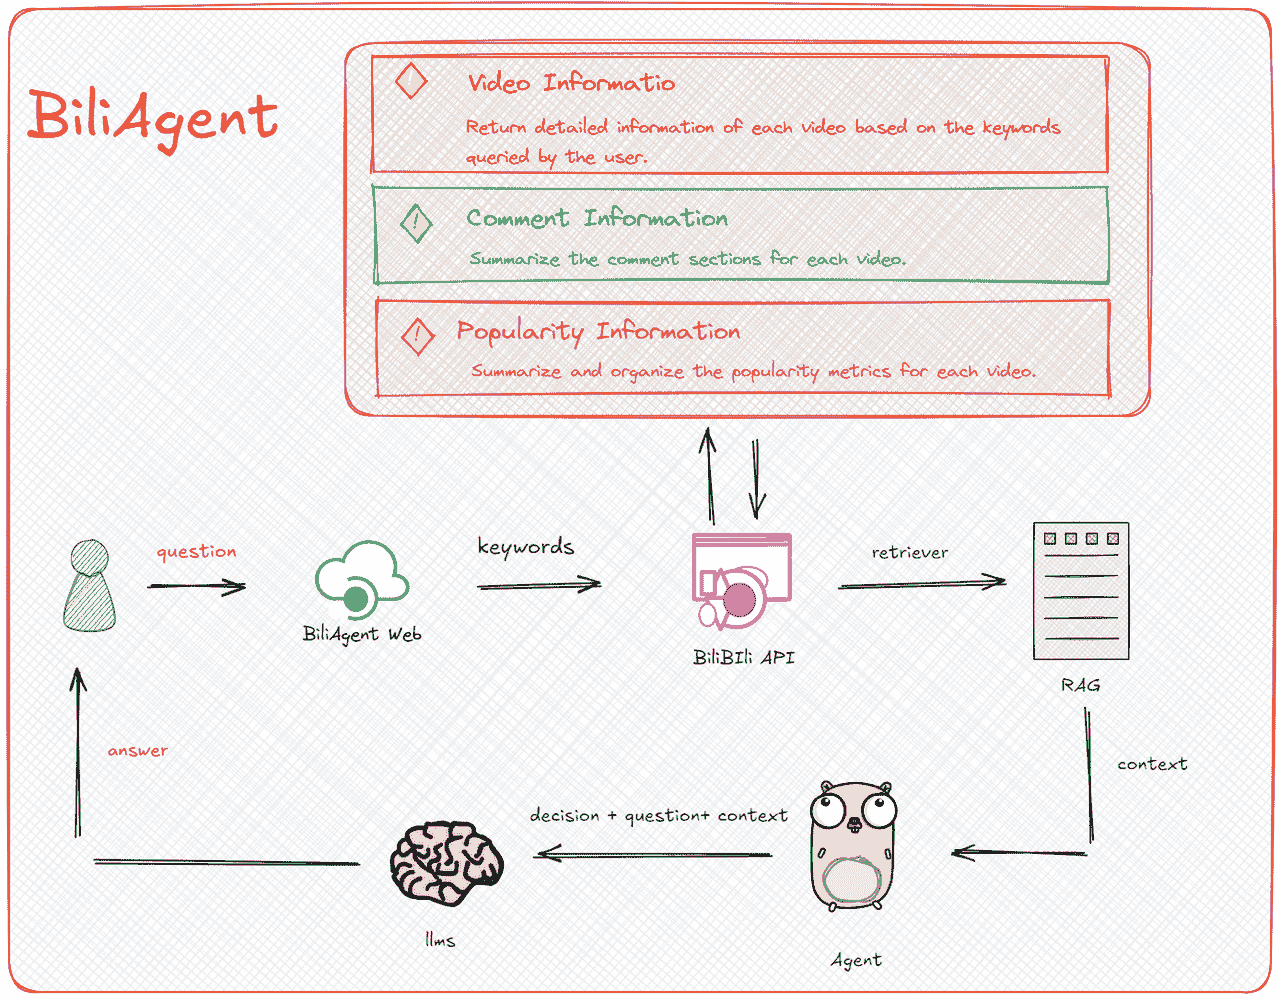 BiliAgent
Video Informatio
Return detailed information of each video based on the keywords
queried by the user.
!
Comment Information
Summarize the comment sections for each video.
!
Popularity Information
Summarize and organize the popularity metrics for each video.
question
keywords
retriever
BiliAgent Web
BiliBIli API
RAG
answer
context
decision + question+ context
llms
Agent